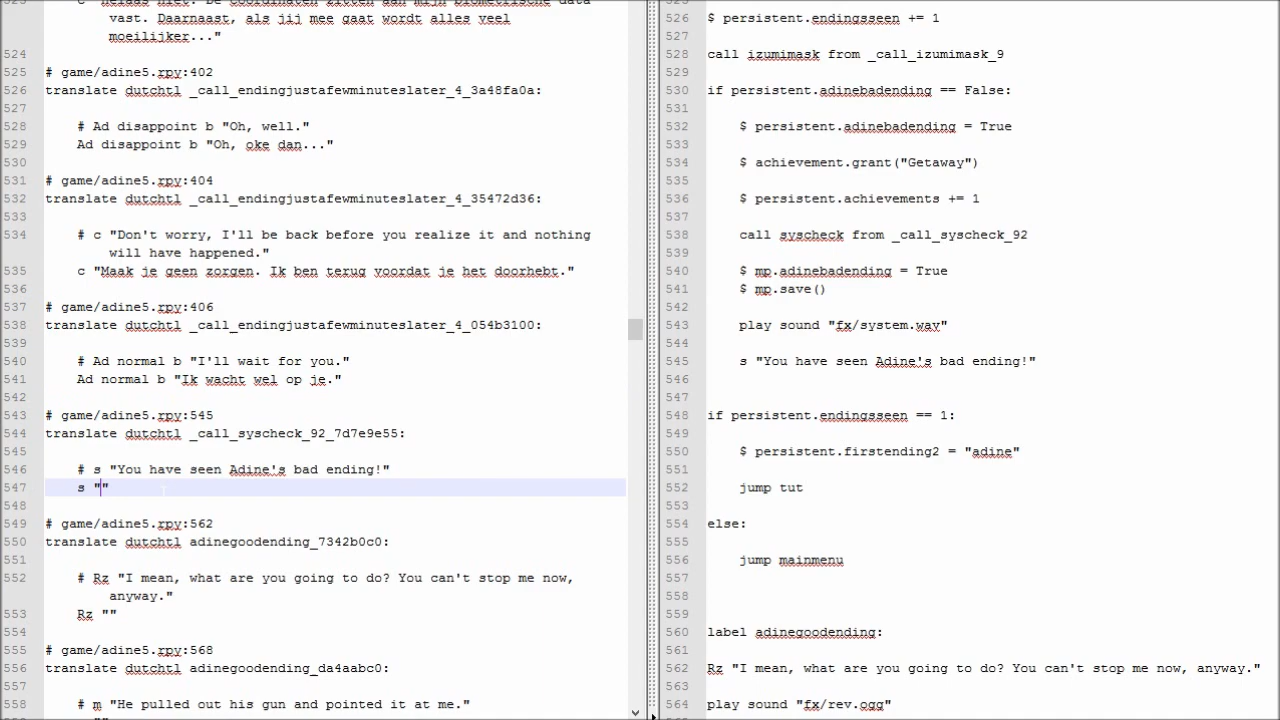 c "helaas niet. De coordinaten zitten aan mijn biometrische data
vast. Daarnaast, als jij mee gaat wordt alles veel
moeilijker..."
524
525 # game/adine5.rpy:402
526 translate dutchtl _call_endingjustafewminuteslater_4_3a48fa0a:
527
528 # Ad disappoint b "Oh, well."
529 Ad disappoint b "Oh, oke dan..."
530
531 # game/adine5.rpy:404
532 translate dutchtl _call_endingjustafewminuteslater_4_35472d36:
533
534 # c "Don't worry, I'll be back before you realize it and nothing
will have happened."
535 c "Maak je geen zorgen. Ik ben terug voordat je het doorhebt."
536
537 # game/adine5.rpy:406
538 translate dutchtl _call_endingjustafewminuteslater_4_054b3100:
539
540 # Ad normal b "I'll wait for you."
541 Ad normal b "Ik wacht wel op je."
542
543 # game/adine5.rpy:545
544 translate dutchtl _call_syscheck_92_7d7e9e55:
545
546 # s "You have seen Adine's bad ending!"
547 s ""
548
549 # game/adine5.rpy:562
550 translate dutchtl adinegoodending_7342b0c0:
551
552 # Rz "I mean, what are you going to do? You can't stop me now,
anyway."
553 Rz ""
554
555 # game/adine5.rpy:568
556 translate dutchtl adinegoodending_da4aabc0:
557
558 # m "He pulled out his gun and pointed it at me."
526 $ persistent.endingsseen += 1
527
528 call izumimask from _call_izumimask_9
529
530 if persistent.adinebadending == False:
531
532 $ persistent.adinebadending = True
533
534 $ achievement.grant("Getaway")
535
536 $ persistent.achievements += 1
537
538 call syscheck from _call_syscheck_92
539
540 $ mp.adinebadending = True
541 $ mp.save()
542
543 play sound "fx/system.wav"
544
545 s "You have seen Adine's bad ending!"
546
547
548 if persistent.endingsseen == 1:
549
550 $ persistent.firstending2 = "adine"
551
552 jump tut
553
554 else:
555
556 jump mainmenu
557
558
559
560 label adinegoodending:
561
562 Rz "I mean, what are you going to do? You can't stop me now, anyway."
563
564 play sound "fx/rev.ogg"